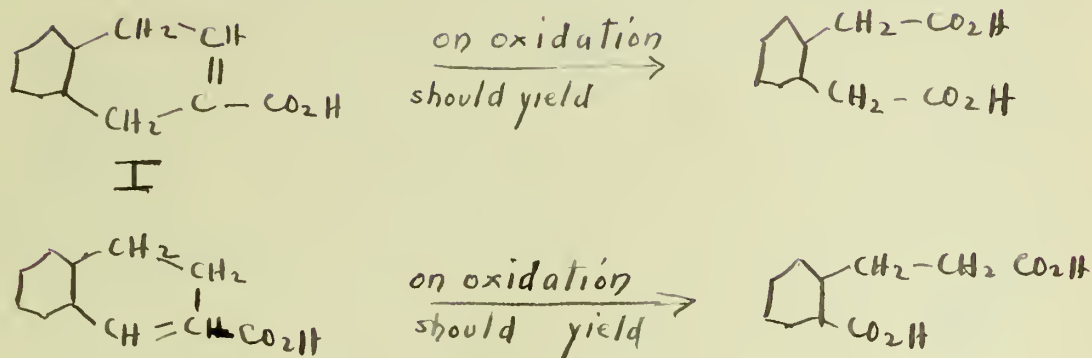 CH₂ CH on oxidation CH₂-CO₂H
|| should yield
CH₂ C - CO₂H CH₂ - CO₂H
I
CH₂ CH₂ on oxidation CH₂-CH₂ CO₂H
CH = CH CO₂H should yield CO₂H